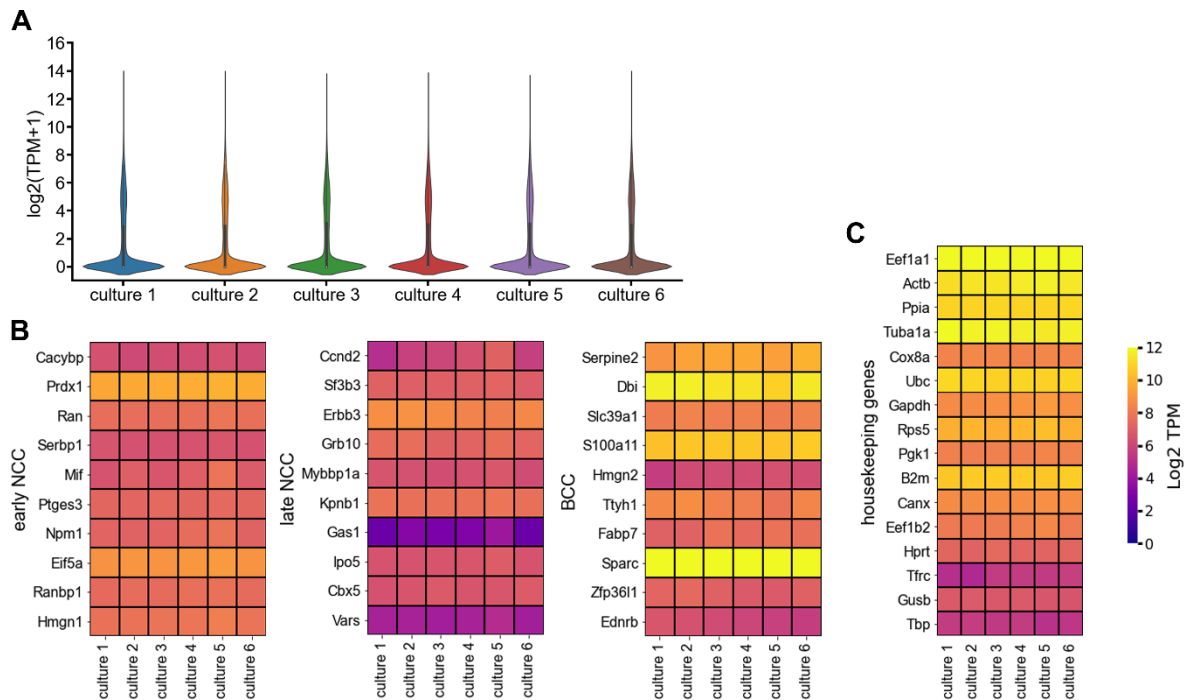 A
log2(TPM+1)
16
14
12
10
8
6
4
2
0
culture 1 culture 2 culture 3 culture 4 culture 5 culture 6
B
early NCC
Cacybp
Prdx1
Ran
Serbp1
Mif
Ptges3
Npm1
Eif5a
Ranbp1
Hmgn1
culture 1
culture 2
culture 3
culture 4
culture 5
culture 6
late NCC
Ccnd2
Sf3b3
Erbb3
Grb10
Mybbp1a
Kpnb1
Gas1
Ipo5
Cbx5
Vars
culture 1
culture 2
culture 3
culture 4
culture 5
culture 6
BCC
Serpine2
Dbi
Slc39a1
S100a11
Hmgn2
Ttyh1
Fabp7
Sparc
Zfp36l1
Ednrb
culture 1
culture 2
culture 3
culture 4
culture 5
culture 6
C
housekeeping genes
Eef1a1
Actb
Ppia
Tuba1a
Cox8a
Ubc
Gapdh
Rps5
Pgk1
B2m
Canx
Eef1b2
Hprt
Tfrc
Gusb
Tbp
culture 1
culture 2
culture 3
culture 4
culture 5
culture 6
12
10
8
6
4
2
0
Log2 TPM